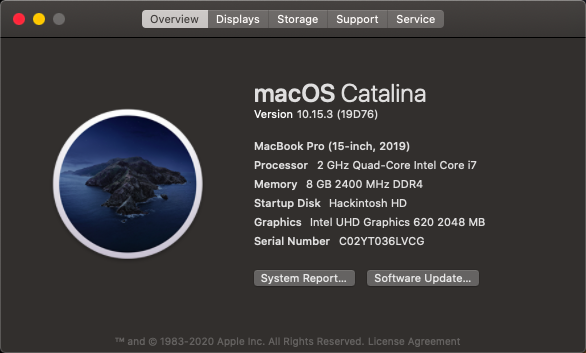 Overview Displays Storage Support Service
macOS Catalina
Version 10.15.3 (19D76)
MacBook Pro (15-inch, 2019)
Processor 2 GHz Quad-Core Intel Core i7
Memory 8 GB 2400 MHz DDR4
Startup Disk Hackintosh HD
Graphics Intel UHD Graphics 620 2048 MB
Serial Number C02YT036LVCG
System Report... Software Update...
™ and © 1983-2020 Apple Inc. All Rights Reserved. License Agreement